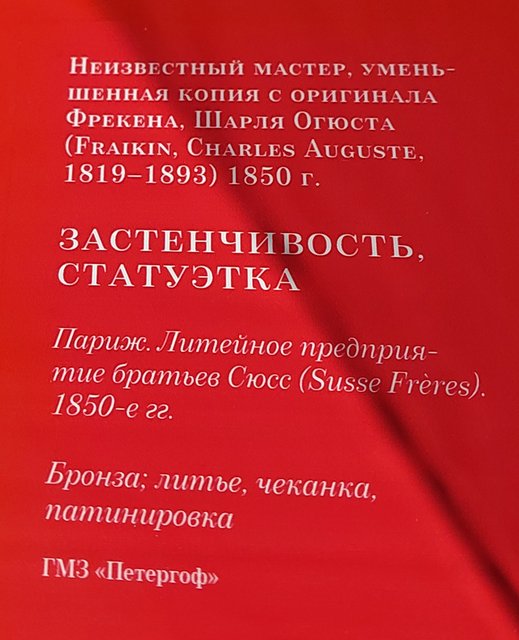 Неизвестный мастер, умень-
шенная копия с оригинала
Фрекена, Шарля Огюста
(Fraikin, Charles Auguste,
1819–1893) 1850 г.
ЗАСТЕНЧИВОСТЬ,
СТАТУЭТКА
Париж. Литейное предприя-
тие братьев Сюсс (Susse Frères).
1850-е гг.
Бронза; литье, чеканка,
патинировка
ГМЗ «Петергоф»